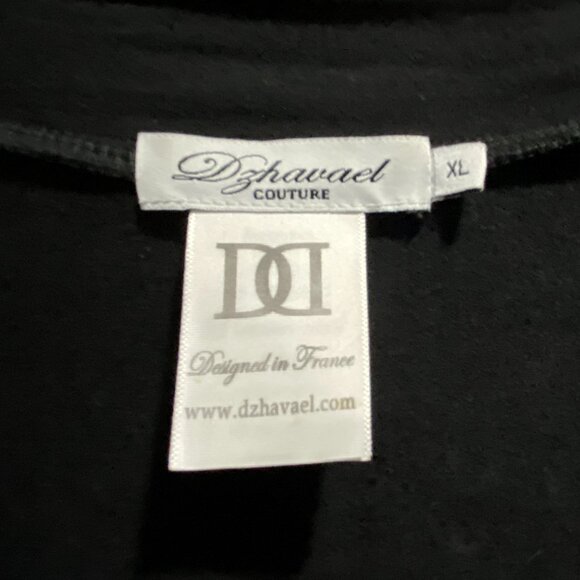 Dzhavael
COUTURE
XL
DD
Designed in France
www.dzhavael.com